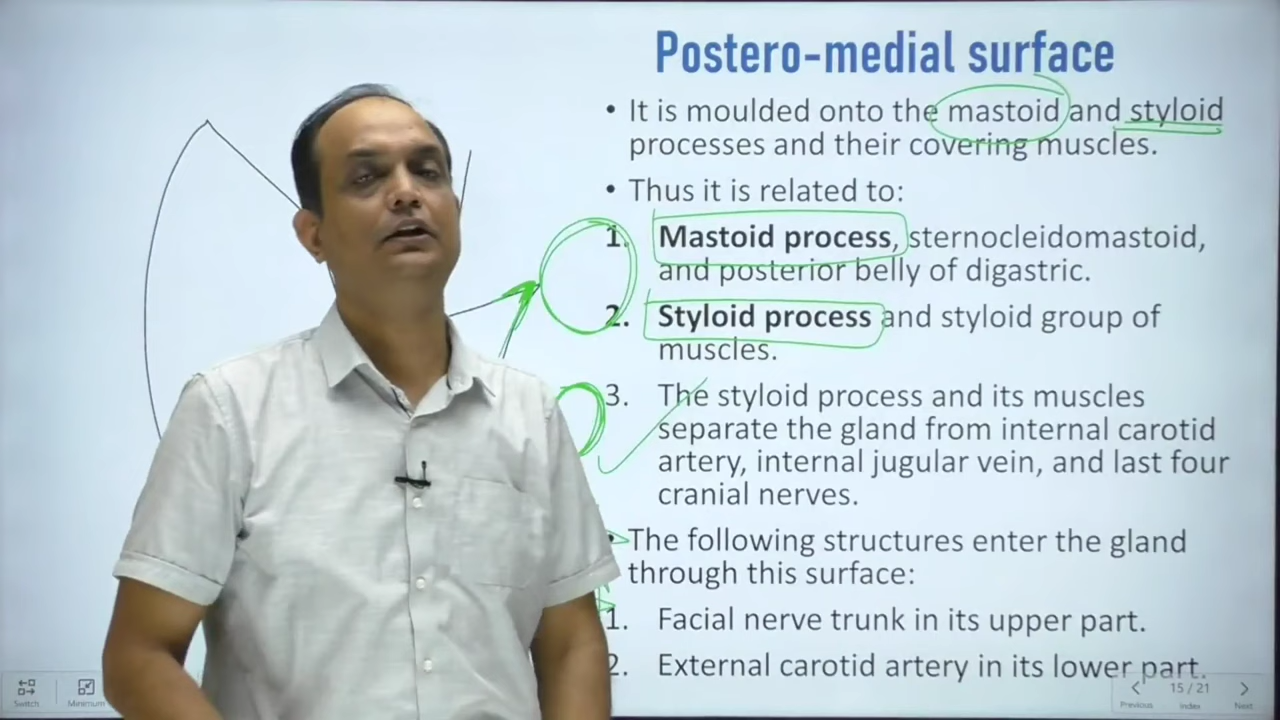 Postero-medial surface
• It is moulded onto the mastoid and styloid
processes and their covering muscles.
• Thus it is related to:
1. Mastoid process, sternocleidomastoid,
and posterior belly of digastric.
2. Styloid process and styloid group of
muscles.
3. The styloid process and its muscles
separate the gland from internal carotid
artery, internal jugular vein, and last four
cranial nerves.
• The following structures enter the gland
through this surface:
1. Facial nerve trunk in its upper part.
2. External carotid artery in its lower part.
Switch
Minimum
15 / 21
Previous
Index
Next